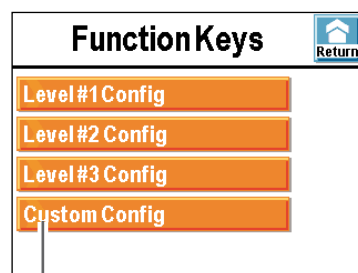 Function Keys
Return
Level #1 Config
Level #2 Config
Level #3 Config
Custom Config